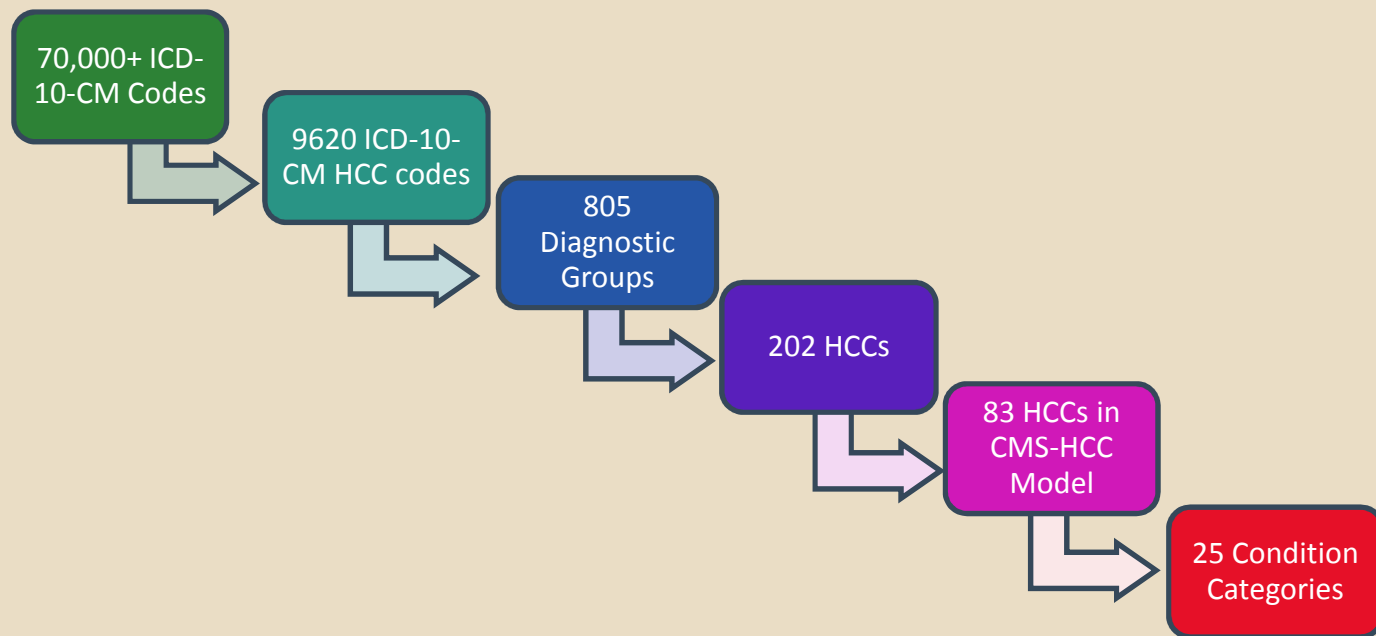 70,000+ ICD-
10-CM Codes
9620 ICD-10-
CM HCC codes
805
Diagnostic
Groups
202 HCCs
83 HCCs in
CMS-HCC
Model
25 Condition
Categories